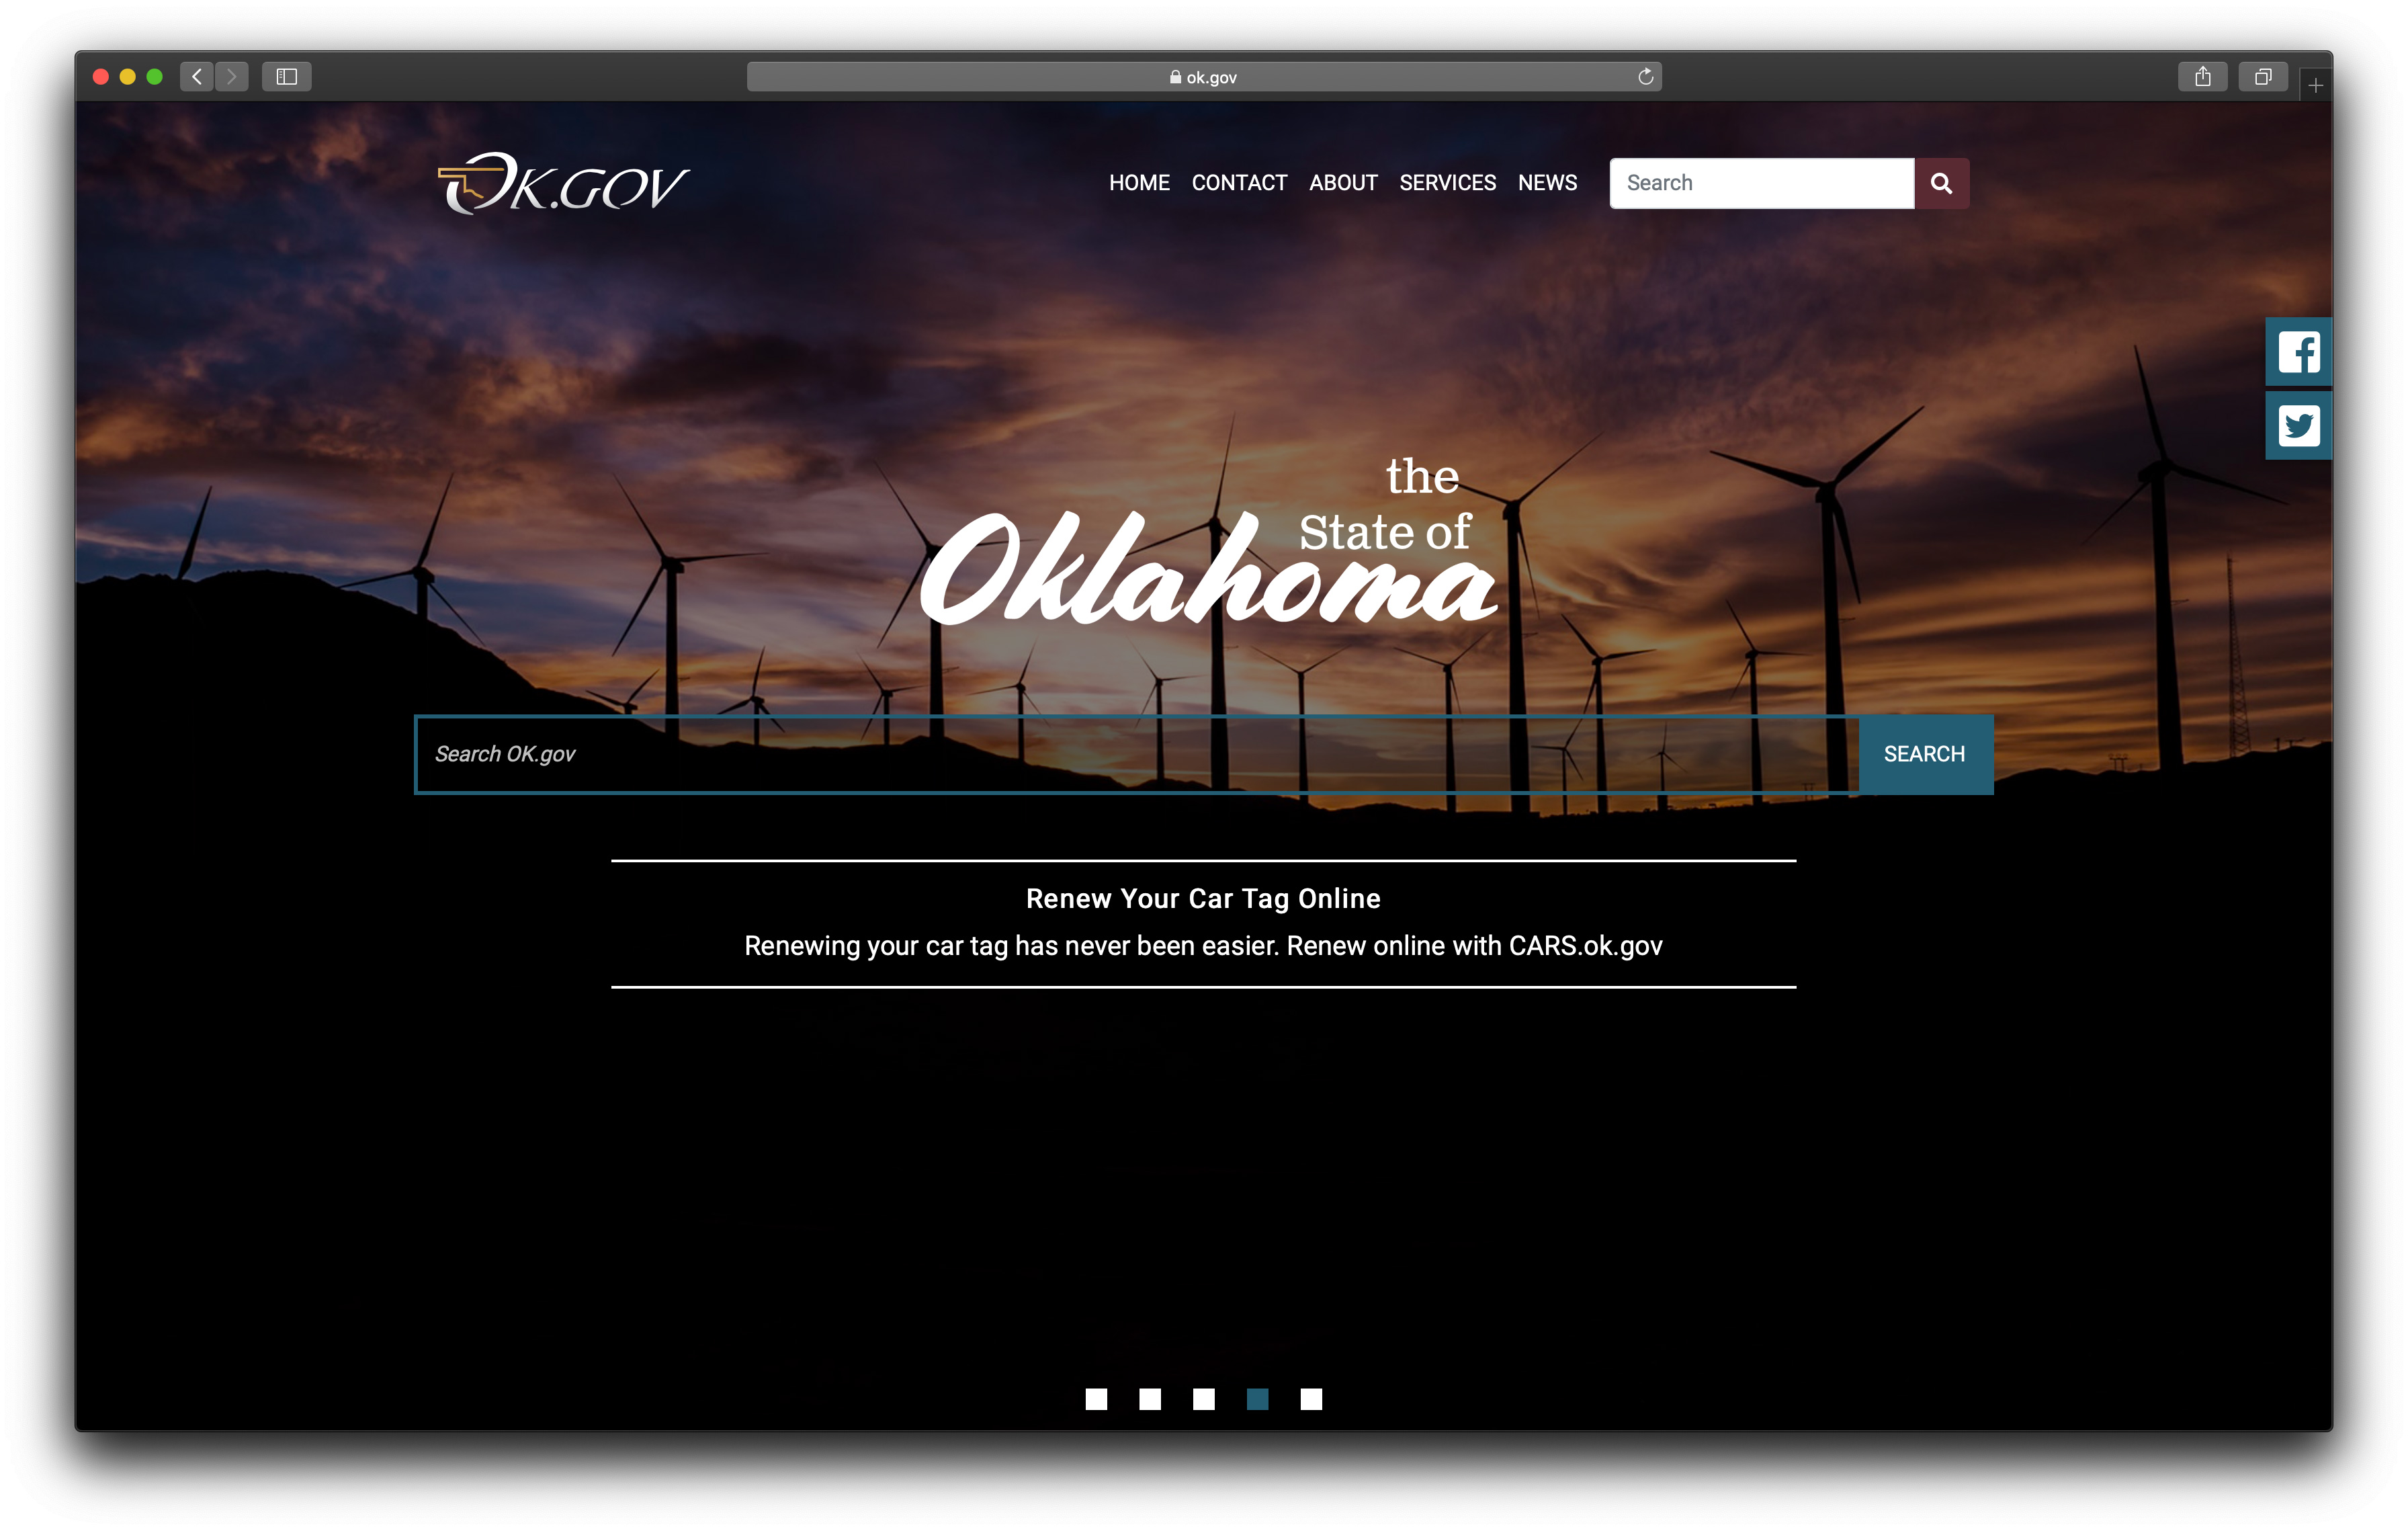 ok.gov
OK.GOV
HOME CONTACT ABOUT SERVICES NEWS Search
the
State of
Oklahoma
Search OK.gov SEARCH
Renew Your Car Tag Online
Renewing your car tag has never been easier. Renew online with CARS.ok.gov